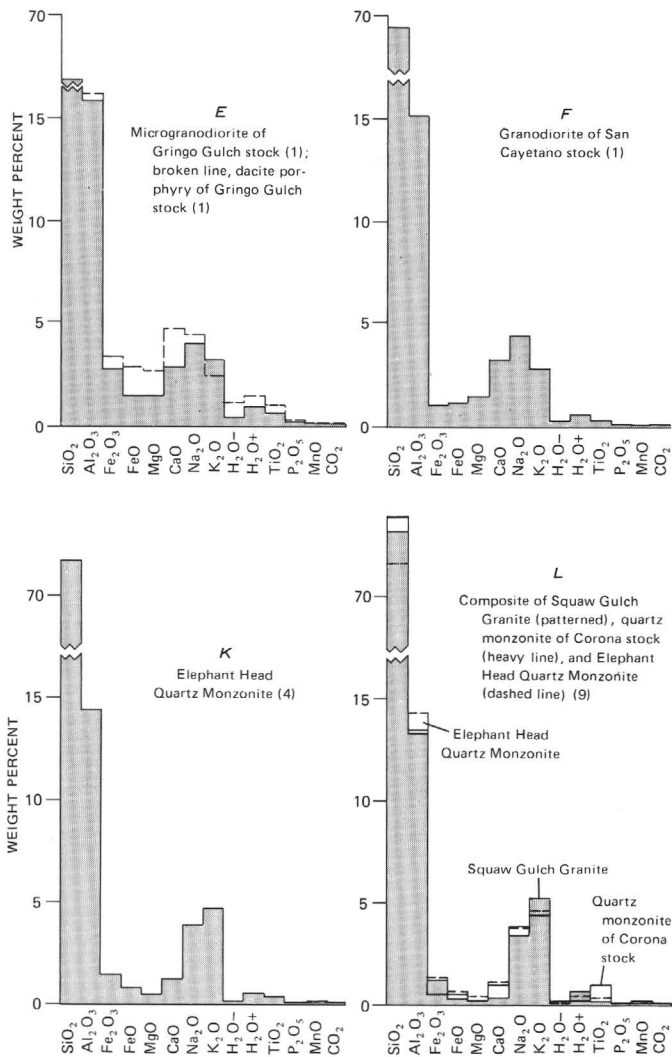 WEIGHT PERCENT
70
15
10
5
0
E
Microgranodiorite of
Gringo Gulch stock (1);
broken line, dacite por-
phyry of Gringo Gulch
stock (1)
SiO₂
Al₂O₃
Fe₂O₃
FeO
MgO
CaO
Na₂O
K₂O
H₂O−
H₂O+
TiO₂
P₂O₅
MnO
CO₂
70
15
10
5
0
F
Granodiorite of San
Cayetano stock (1)
SiO₂
Al₂O₃
Fe₂O₃
FeO
MgO
CaO
Na₂O
K₂O
H₂O−
H₂O+
TiO₂
P₂O₅
MnO
CO₂
WEIGHT PERCENT
70
15
10
5
0
K
Elephant Head
Quartz Monzonite (4)
SiO₂
Al₂O₃
Fe₂O₃
FeO
MgO
CaO
Na₂O
K₂O
H₂O−
H₂O+
TiO₂
P₂O₅
MnO
CO₂
70
15
10
5
0
L
Composite of Squaw Gulch
Granite (patterned), quartz
monzonite of Corona stock
(heavy line), and Elephant
Head Quartz Monzonite
(dashed line) (9)
Elephant Head
Quartz Monzonite
Squaw Gulch Granite
Quartz
monzonite
of Corona
stock
SiO₂
Al₂O₃
Fe₂O₃
FeO
MgO
CaO
Na₂O
K₂O
H₂O−
H₂O+
TiO₂
P₂O₅
MnO
CO₂